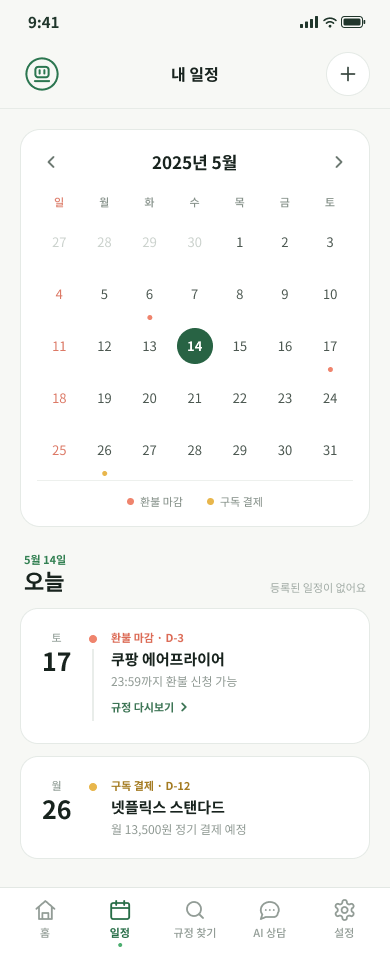 9:41
내 일정
2025년 5월
일 월 화 수 목 금 토
27 28 29 30 1 2 3
4 5 6 7 8 9 10
11 12 13 14 15 16 17
18 19 20 21 22 23 24
25 26 27 28 29 30 31
환불 마감 구독 결제
5월 14일
오늘 등록된 일정이 없어요
토 환불 마감 · D-3
17 쿠팡 에어프라이어
23:59까지 환불 신청 가능
규정 다시보기
월 구독 결제 · D-12
26 넷플릭스 스탠다드
월 13,500원 정기 결제 예정
홈 일정 규정 찾기 AI 상담 설정